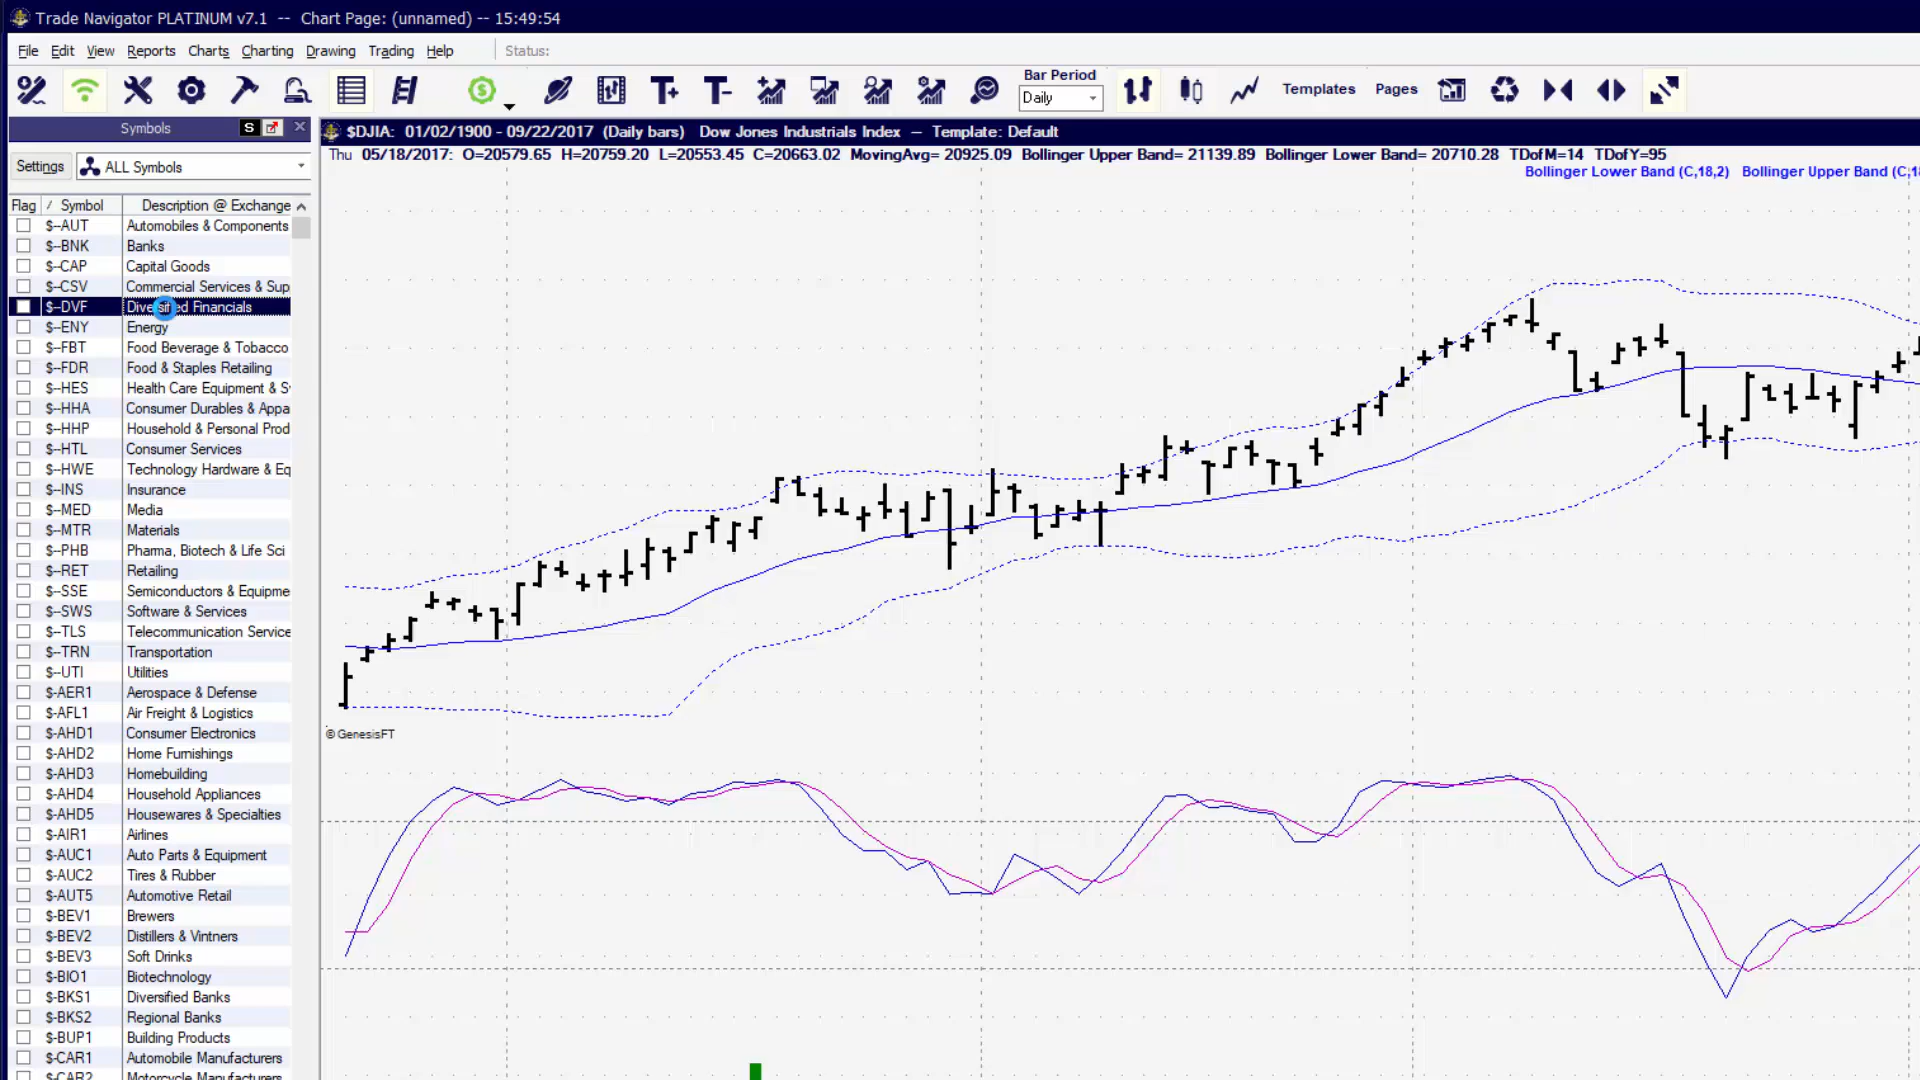 Trade Navigator PLATINUM v7.1 -- Chart Page: (unnamed) -- 15:49:54
File Edit View Reports Charts Charting Drawing Trading Help Status:
Bar Period
Daily
Templates Pages
Symbols S
Settings ALL Symbols
$DJIA: 01/02/1900 - 09/22/2017 (Daily bars) Dow Jones Industrials Index — Template: Default
Thu 05/18/2017: O=20579.65 H=20759.20 L=20553.45 C=20663.02 MovingAvg= 20925.09 Bollinger Upper Band= 21139.89 Bollinger Lower Band= 20710.28 TDofM=14 TDofY=95
Bollinger Lower Band (C,18,2) Bollinger Upper Band (C,18
Flag / Symbol Description @ Exchange
$--AUT Automobiles & Components
$--BNK Banks
$--CAP Capital Goods
$--CSV Commercial Services & Sup
$--DVF Diversified Financials
$--ENY Energy
$--FBT Food Beverage & Tobacco
$--FDR Food & Staples Retailing
$--HES Health Care Equipment & S
$--HHA Consumer Durables & Appa
$--HHP Household & Personal Prod
$--HTL Consumer Services
$--HWE Technology Hardware & Eq
$--INS Insurance
$--MED Media
$--MTR Materials
$--PHB Pharma, Biotech & Life Sci
$--RET Retailing
$--SSE Semiconductors & Equipme
$--SWS Software & Services
$--TLS Telecommunication Service
$--TRN Transportation
$--UTI Utilities
$-AER1 Aerospace & Defense
$-AFL1 Air Freight & Logistics
$-AHD1 Consumer Electronics
$-AHD2 Home Furnishings
$-AHD3 Homebuilding
$-AHD4 Household Appliances
$-AHD5 Housewares & Specialties
$-AIR1 Airlines
$-AUC1 Auto Parts & Equipment
$-AUC2 Tires & Rubber
$-AUT5 Automotive Retail
$-BEV1 Brewers
$-BEV2 Distillers & Vintners
$-BEV3 Soft Drinks
$-BIO1 Biotechnology
$-BKS1 Diversified Banks
$-BKS2 Regional Banks
$-BUP1 Building Products
$-CAR1 Automobile Manufacturers
$-CAR2 Motorcycle Manufacturers
© GenesisFT